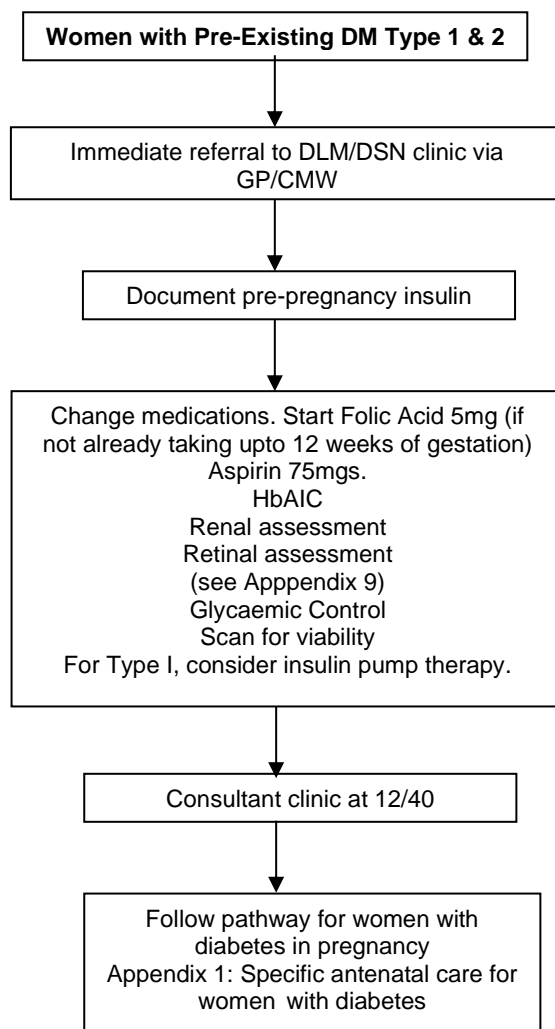 Women with Pre-Existing DM Type 1 & 2
Immediate referral to DLM/DSN clinic via
GP/CMW
Document pre-pregnancy insulin
Change medications. Start Folic Acid 5mg (if
not already taking upto 12 weeks of gestation)
Aspirin 75mgs.
HbAIC
Renal assessment
Retinal assessment
(see Apppendix 9)
Glycaemic Control
Scan for viability
For Type I, consider insulin pump therapy.
Consultant clinic at 12/40
Follow pathway for women with
diabetes in pregnancy
Appendix 1: Specific antenatal care for
women with diabetes